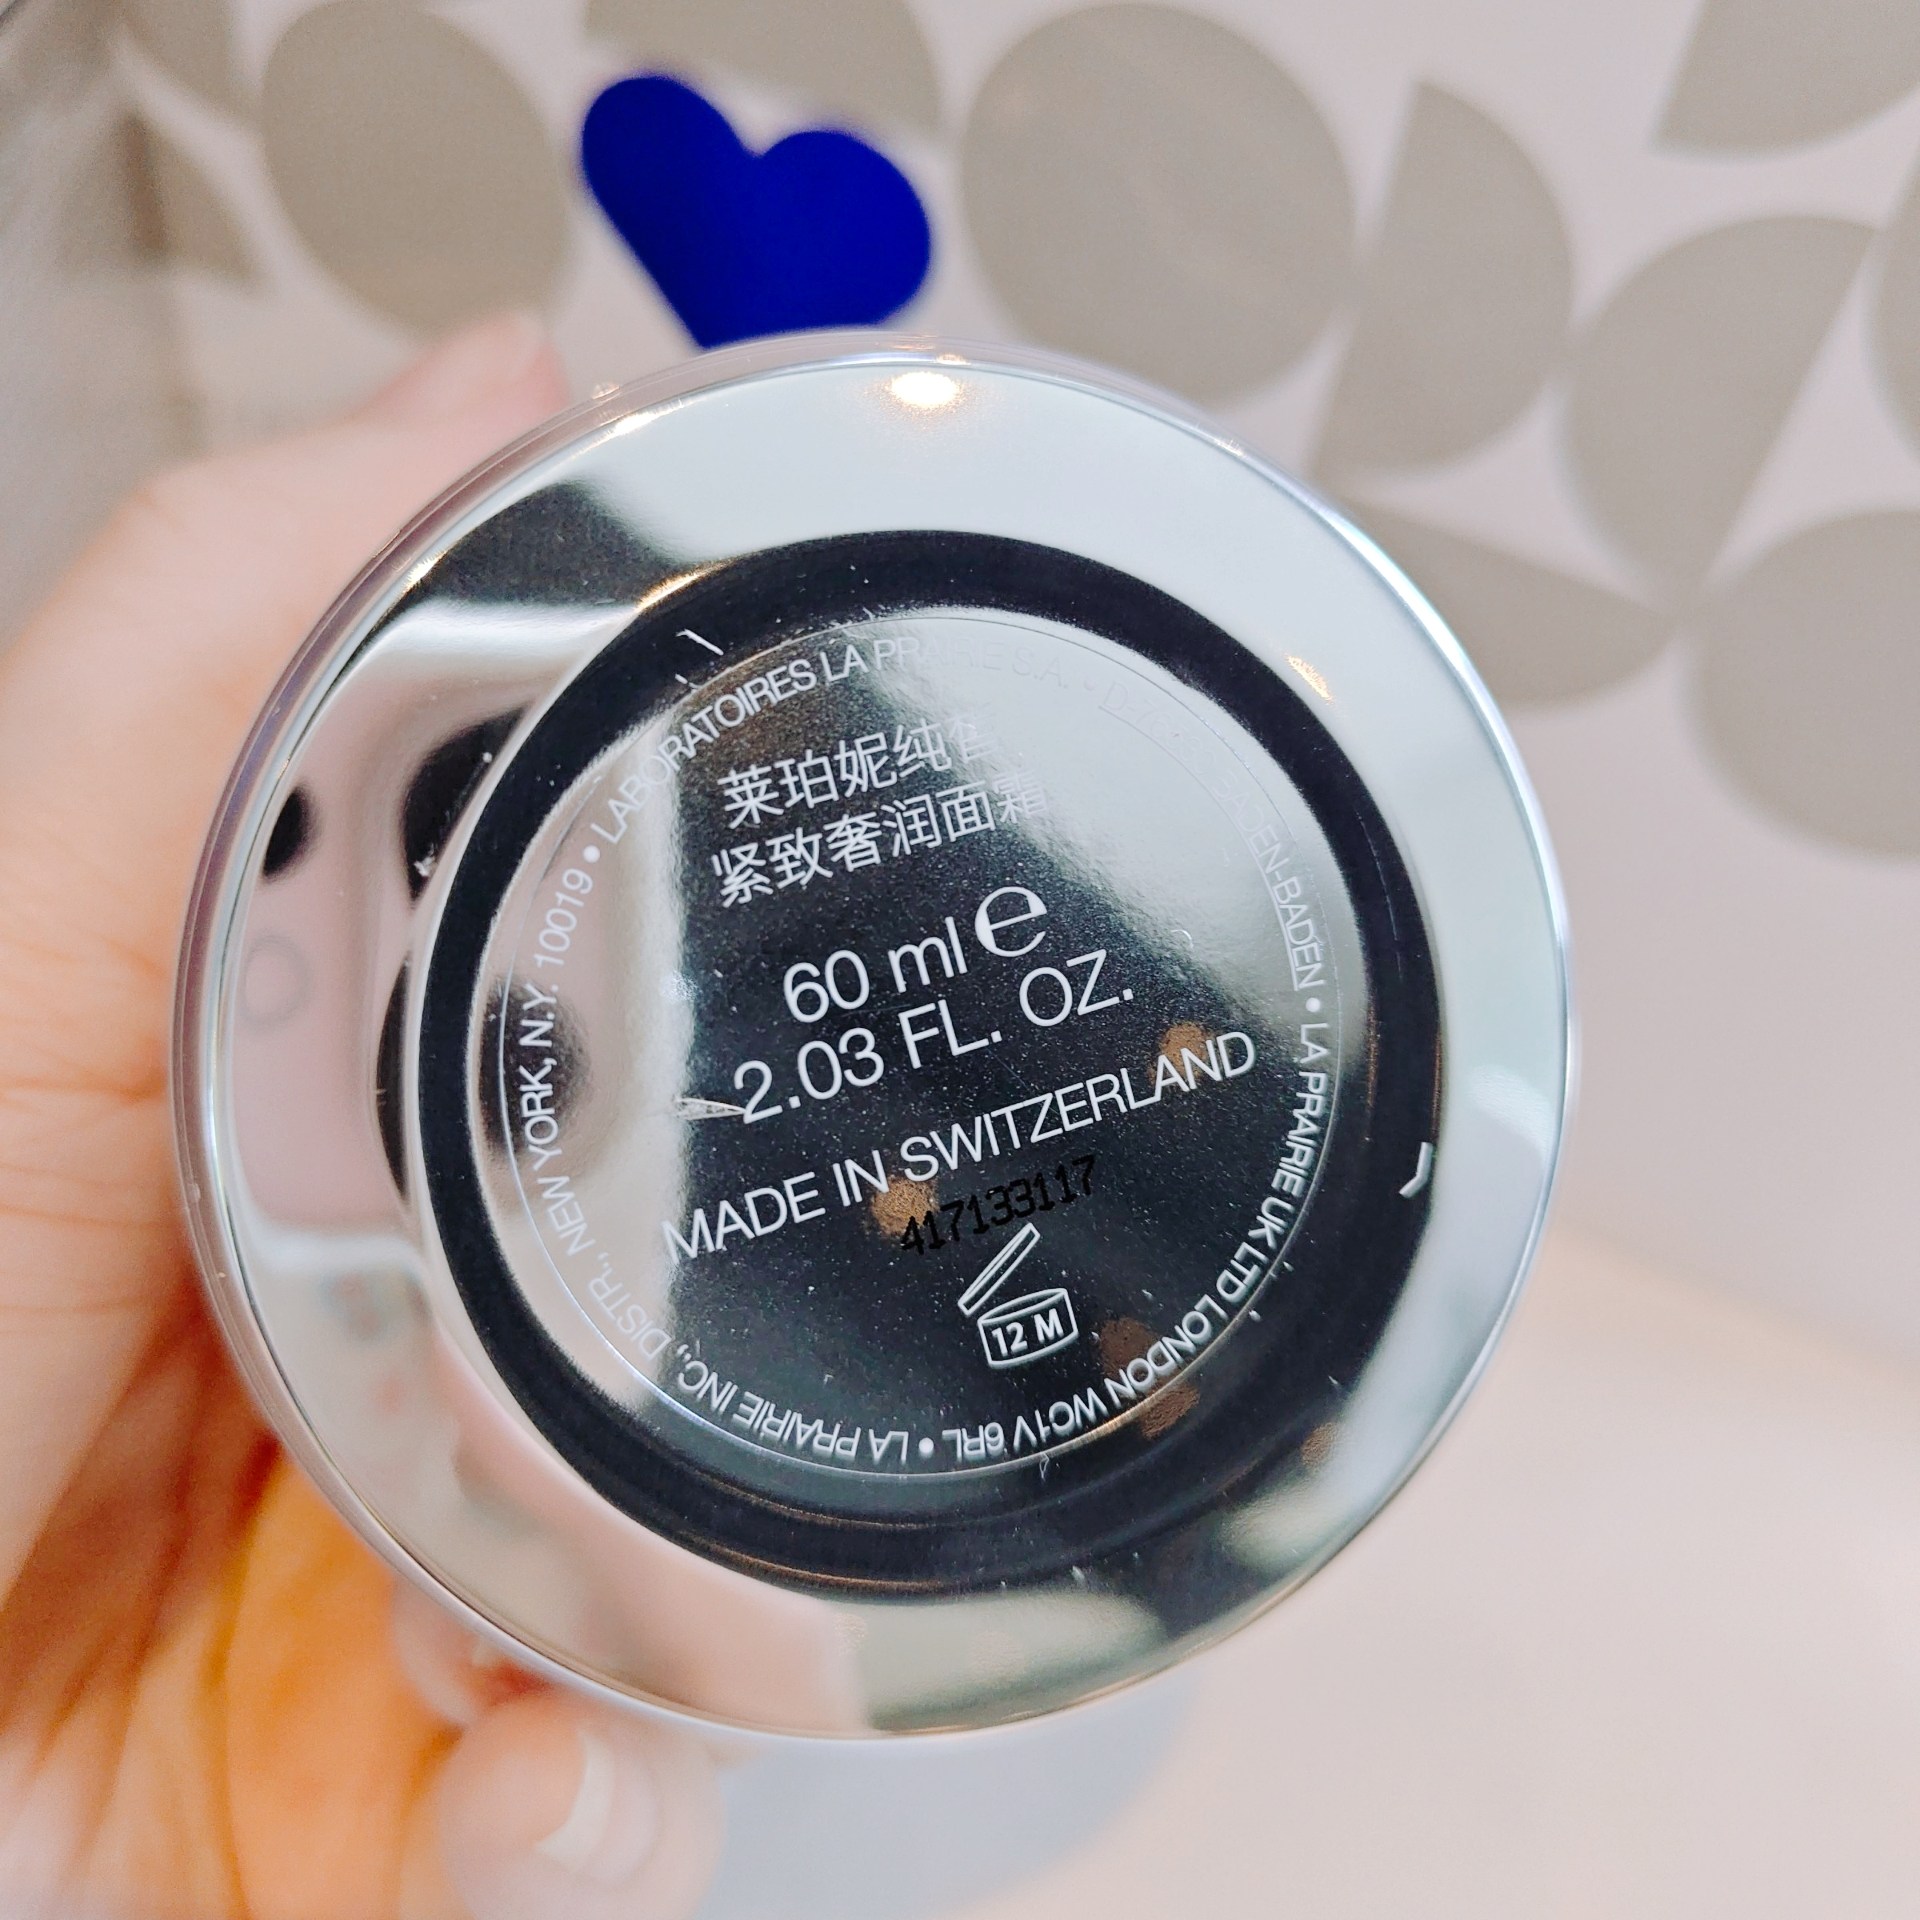 莱珀妮纯皙
紧致奢润面霜
60 ml e
2.03 FL. OZ.
MADE IN SWITZERLAND
417133117
12 M
• LABORATOIRES LA PRAIRIE S.A. • BADEN-BADEN • LA PRAIRIE UK LTD LONDON WC1V 6RL • LA PRAIRIE INC., DISTR., NEW YORK, N.Y. 10019